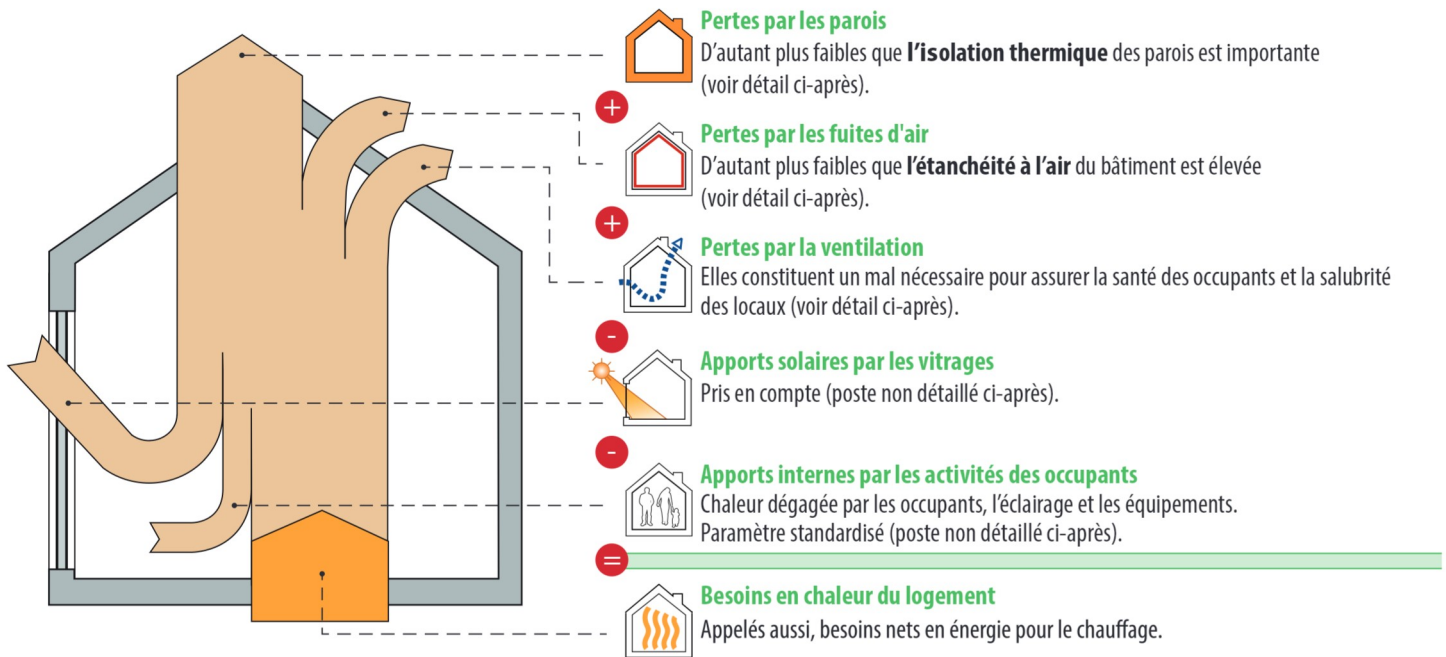 Pertes par les parois
D'autant plus faibles que l'isolation thermique des parois est importante
(voir détail ci-après).
+
Pertes par les fuites d'air
D'autant plus faibles que l'étanchéité à l'air du bâtiment est élevée
(voir détail ci-après).
+
Pertes par la ventilation
Elles constituent un mal nécessaire pour assurer la santé des occupants et la salubrité
des locaux (voir détail ci-après).
-
Apports solaires par les vitrages
Pris en compte (poste non détaillé ci-après).
-
Apports internes par les activités des occupants
Chaleur dégagée par les occupants, l'éclairage et les équipements.
Paramètre standardisé (poste non détaillé ci-après).
=
Besoins en chaleur du logement
Appelés aussi, besoins nets en énergie pour le chauffage.